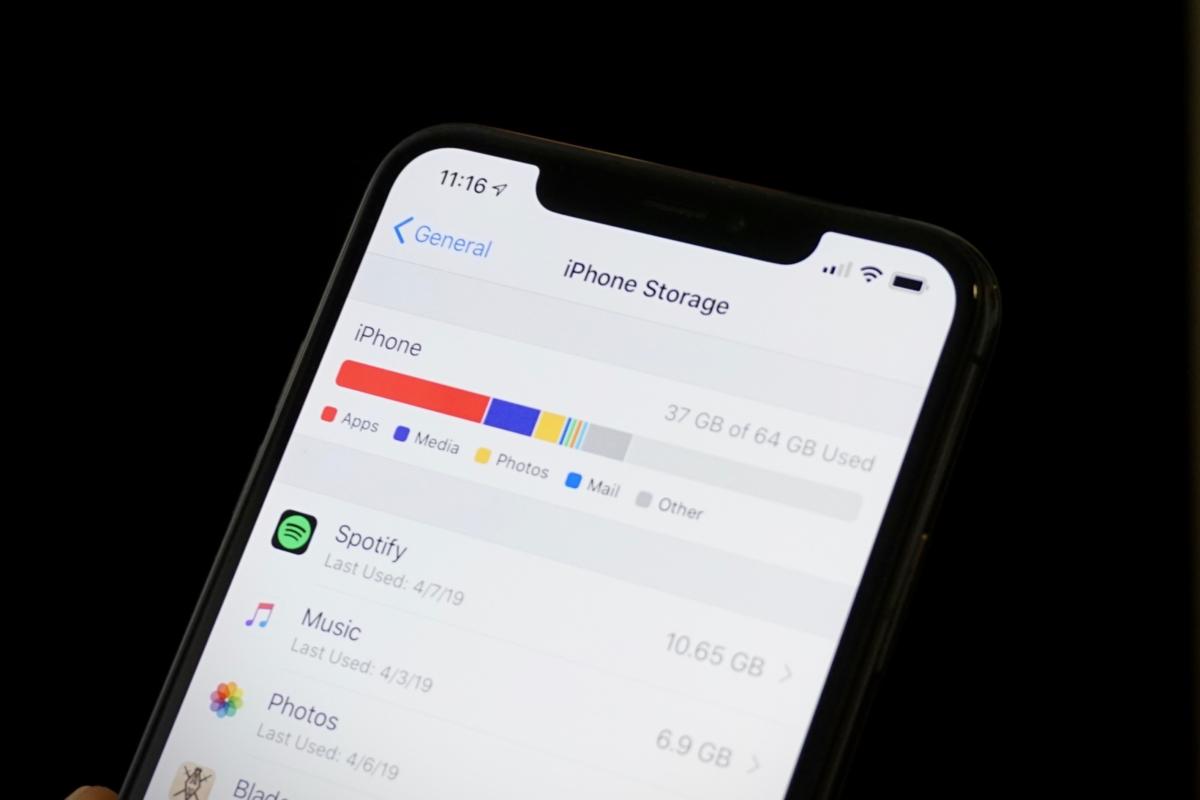 11:16
General
iPhone Storage
iPhone
37 GB of 64 GB Used
Apps Media Photos Mail Other
Spotify
Last Used: 4/7/19
10.65 GB
Music
Last Used: 4/3/19
6.9 GB
Photos
Last Used: 4/6/19